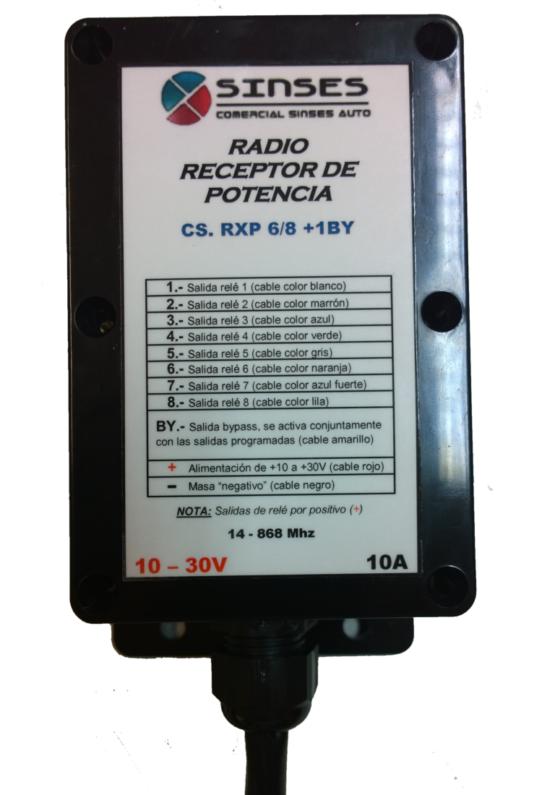 SINSES
COMERCIAL SINSES AUTO
RADIO
RECEPTOR DE
POTENCIA
CS. RXP 6/8 +1BY
1.- Salida relé 1 (cable color blanco)
2.- Salida relé 2 (cable color marrón)
3.- Salida relé 3 (cable color azul)
4.- Salida relé 4 (cable color verde)
5.- Salida relé 5 (cable color gris)
6.- Salida relé 6 (cable color naranja)
7.- Salida relé 7 (cable color azul fuerte)
8.- Salida relé 8 (cable color lila)
BY.- Salida bypass, se activa conjuntamente
con las salidas programadas (cable amarillo)
+ Alimentación de +10 a +30V (cable rojo)
- Masa “negativo” (cable negro)
NOTA: Salidas de relé por positivo (+)
14 - 868 Mhz
10 – 30V 10A